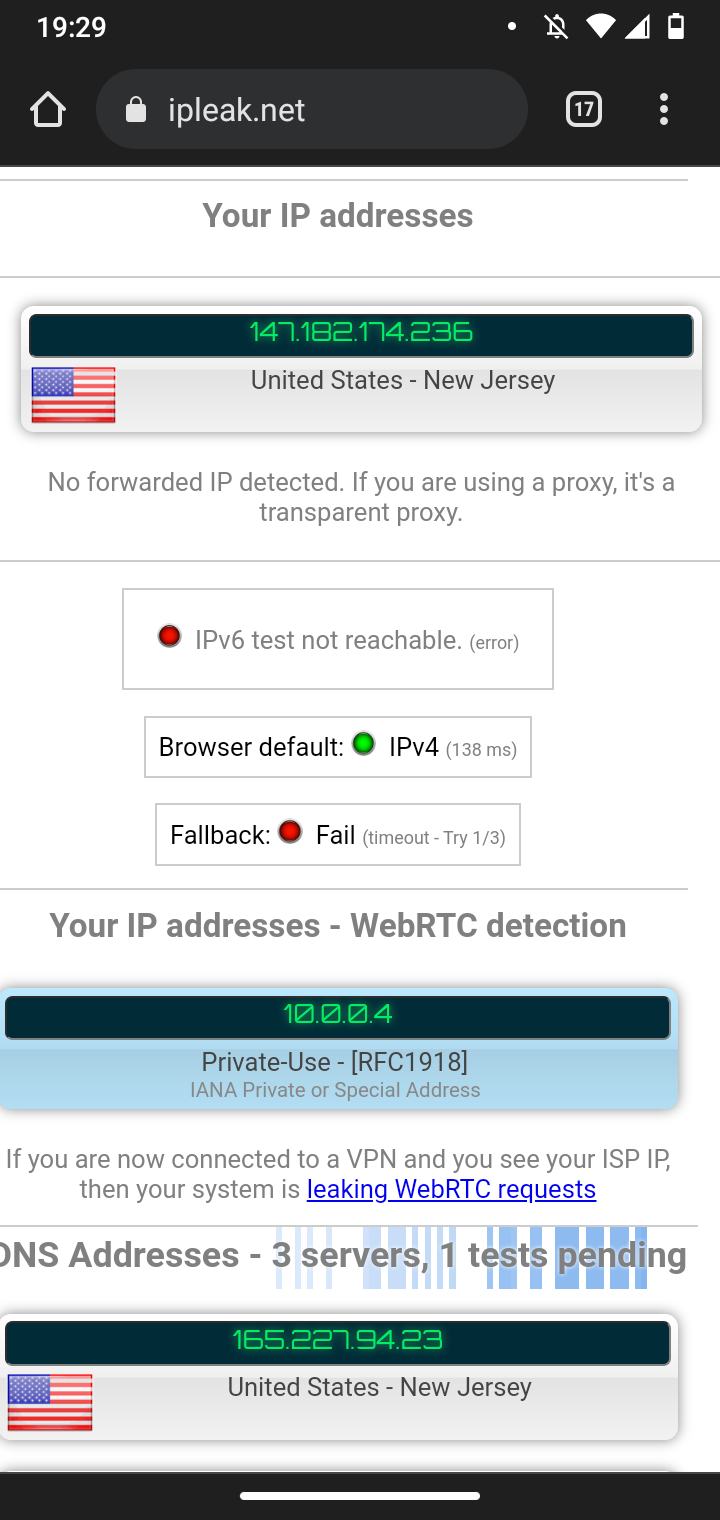 19:29
ipleak.net
17
Your IP addresses
147.182.174.236
United States - New Jersey
No forwarded IP detected. If you are using a proxy, it's a
transparent proxy.
IPv6 test not reachable. (error)
Browser default: IPv4 (138 ms)
Fallback: Fail (timeout - Try 1/3)
Your IP addresses - WebRTC detection
10.0.0.4
Private-Use - [RFC1918]
IANA Private or Special Address
If you are now connected to a VPN and you see your ISP IP,
then your system is leaking WebRTC requests
DNS Addresses - 3 servers, 1 tests pending
165.227.94.23
United States - New Jersey